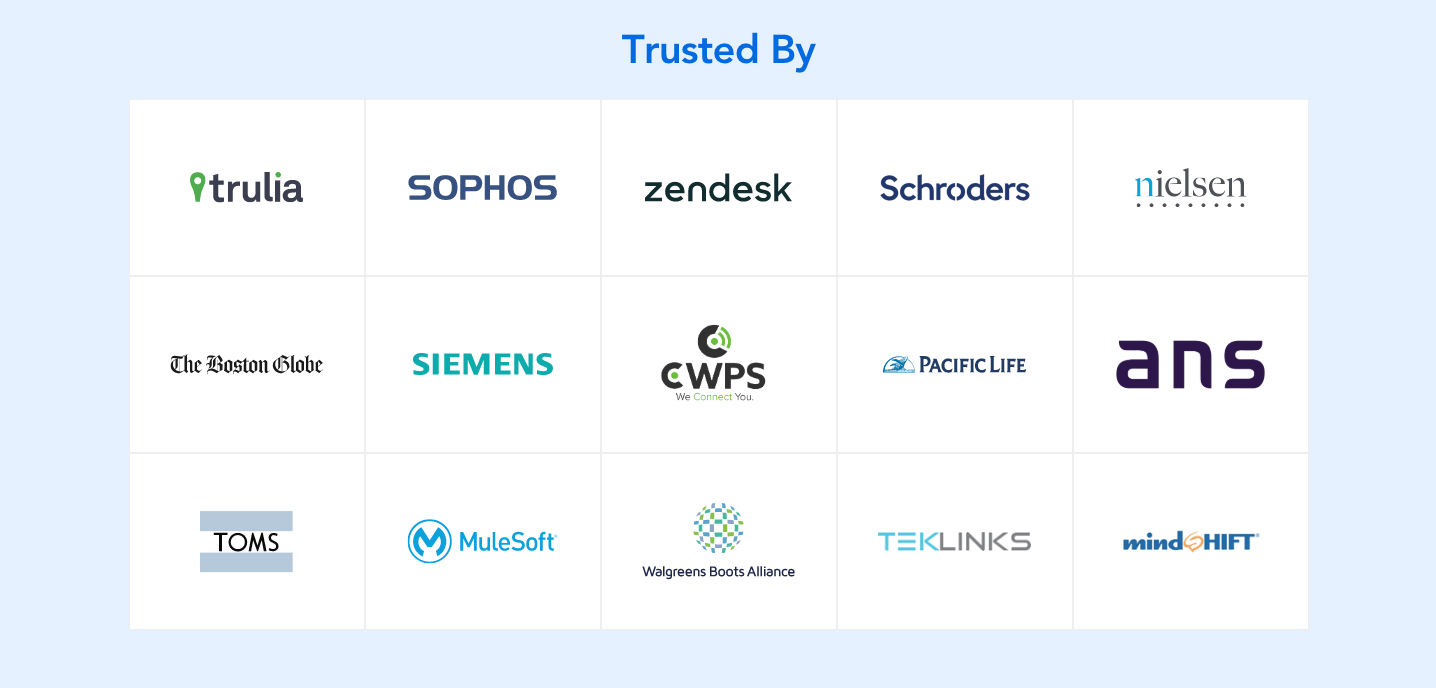 Trusted By
trulia
SOPHOS
zendesk
Schroders
nielsen
The Boston Globe
SIEMENS
CWPS
We Connect You.
PACIFIC LIFE
ans
TOMS
MuleSoft
Walgreens Boots Alliance
TEKLINKS
mindSHIFT